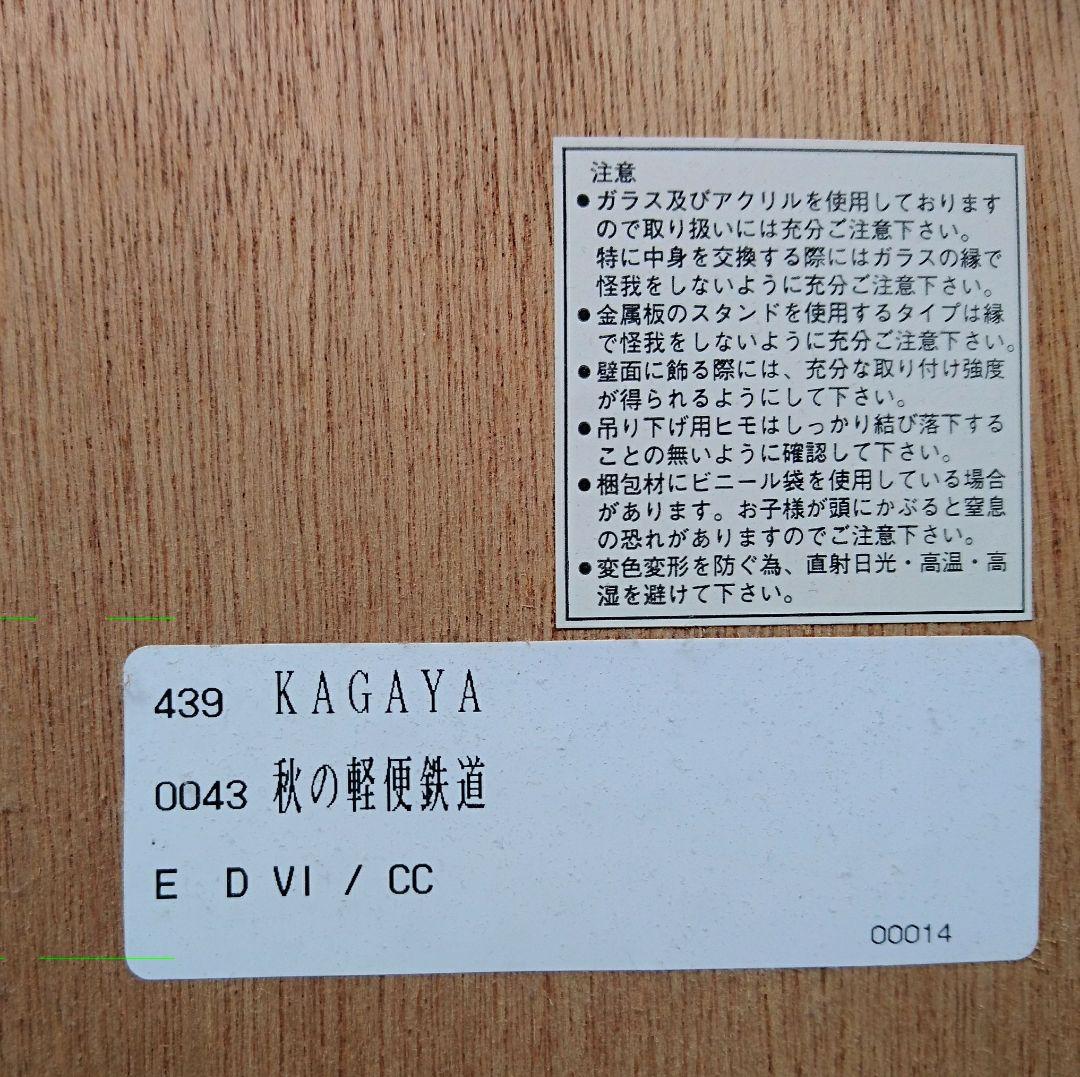 注意
●ガラス及びアクリルを使用しております
ので取り扱いには充分ご注意下さい。
特に中身を交換する際にはガラスの縁で
怪我をしないように充分ご注意下さい。
●金属板のスタンドを使用するタイプは縁
で怪我をしないように充分ご注意下さい。
●壁面に飾る際には、充分な取り付け強度
が得られるようにして下さい。
●吊り下げ用ヒモはしっかり結び落下する
ことの無いように確認して下さい。
●梱包材にビニール袋を使用している場合
があります。お子様が頭にかぶると窒息
の恐れがありますのでご注意下さい。
●変色変形を防ぐ為、直射日光・高温・高
湿を避けて下さい。
439 KAGAYA
0043 秋の軽便鉄道
E D VI / CC
00014